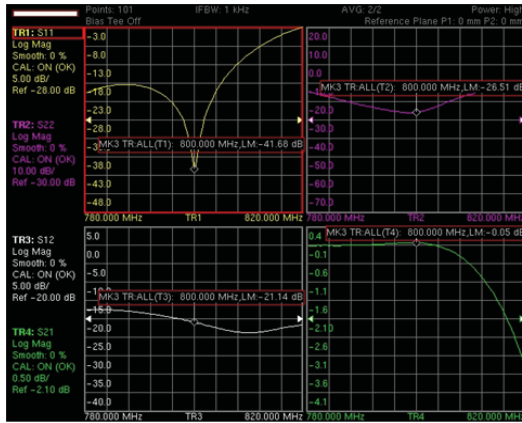 Points: 101 IFBW: 1 kHz AVG: 2/2 Power: High
Bias Tee Off Reference Plane P1: 0 mm P2: 0 mm
TR1: S11
Log Mag
Smooth: 0 %
CAL: ON (OK)
5.00 dB/
Ref -28.00 dB
TR2: S22
Log Mag
Smooth: 0 %
CAL: ON (OK)
10.00 dB/
Ref -30.00 dB
-3.0
-8.0
-13.0
-18.0
-23.0
-28.0
-38.0
-43.0
-48.0
MK3 TR:ALL(T1): 800.000 MHz,LM:-41.68 dB
780.000 MHz TR1 820.000 MHz
20.0
10.0
0.0
MK3 TR:ALL(T2): 800.000 MHz,LM:-26.51 dB
-20.0
-30.0
-40.0
-50.0
-60.0
-70.0
780.000 MHz TR2 820.000 MHz
TR3: S12
Log Mag
Smooth: 0 %
CAL: ON (OK)
5.00 dB/
Ref -20.00 dB
TR4: S21
Log Mag
Smooth: 0 %
CAL: ON (OK)
0.50 dB/
Ref -2.10 dB
5.0
0.0
-5.0
-10.0
MK3 TR:ALL(T3): 800.000 MHz,LM:-21.14 dB
-15.0
-20.0
-25.0
-30.0
-35.0
-40.0
780.000 MHz TR3 820.000 MHz
0.4
MK3 TR:ALL(T4): 800.000 MHz,LM:-0.05 dB
-0.1
-0.6
-1.1
-1.6
-2.10
-2.6
-3.1
-3.6
-4.1
780.000 MHz TR4 820.000 MHz